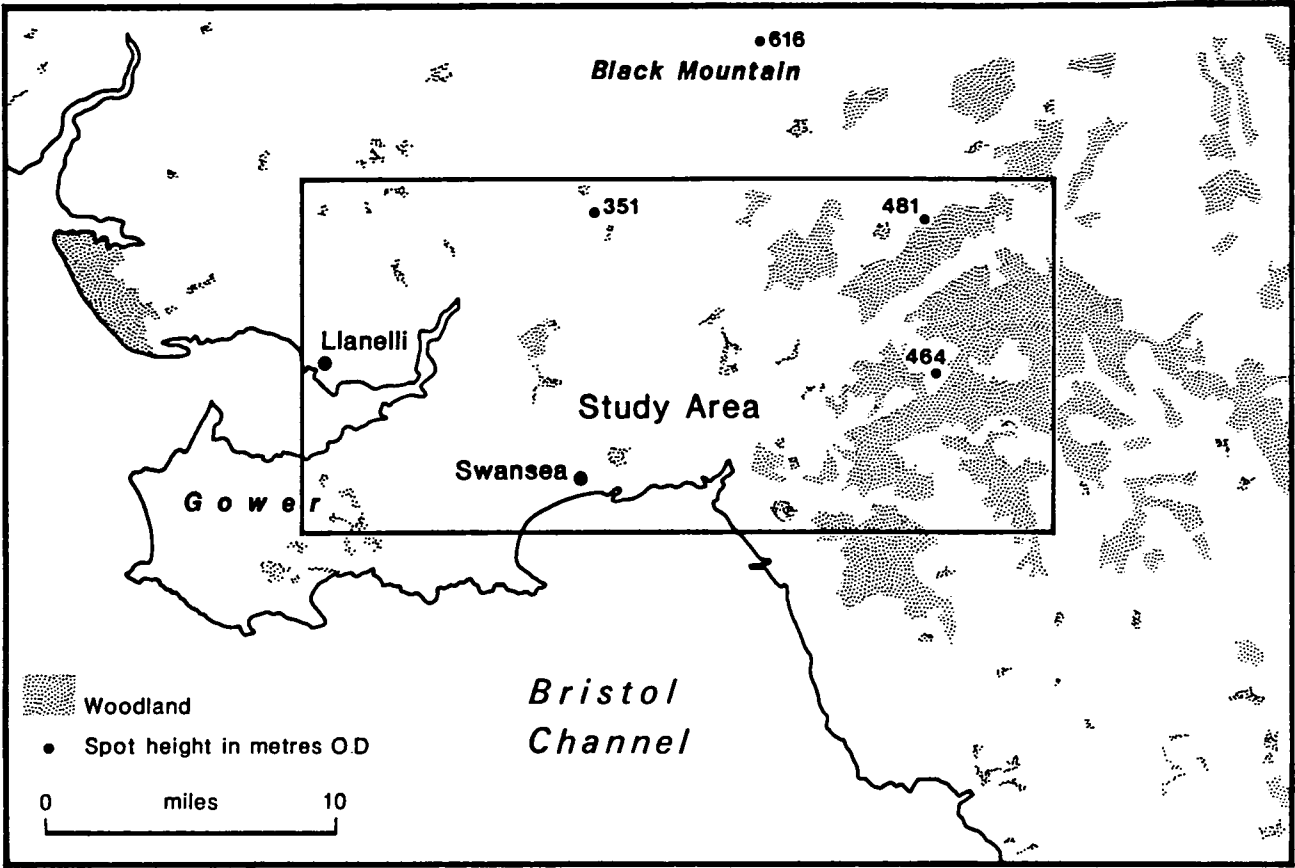 616
Black Mountain
351
481
Llanelli
464
Study Area
Swansea
Gower
Bristol
Channel
Woodland
Spot height in metres O.D
0 miles 10